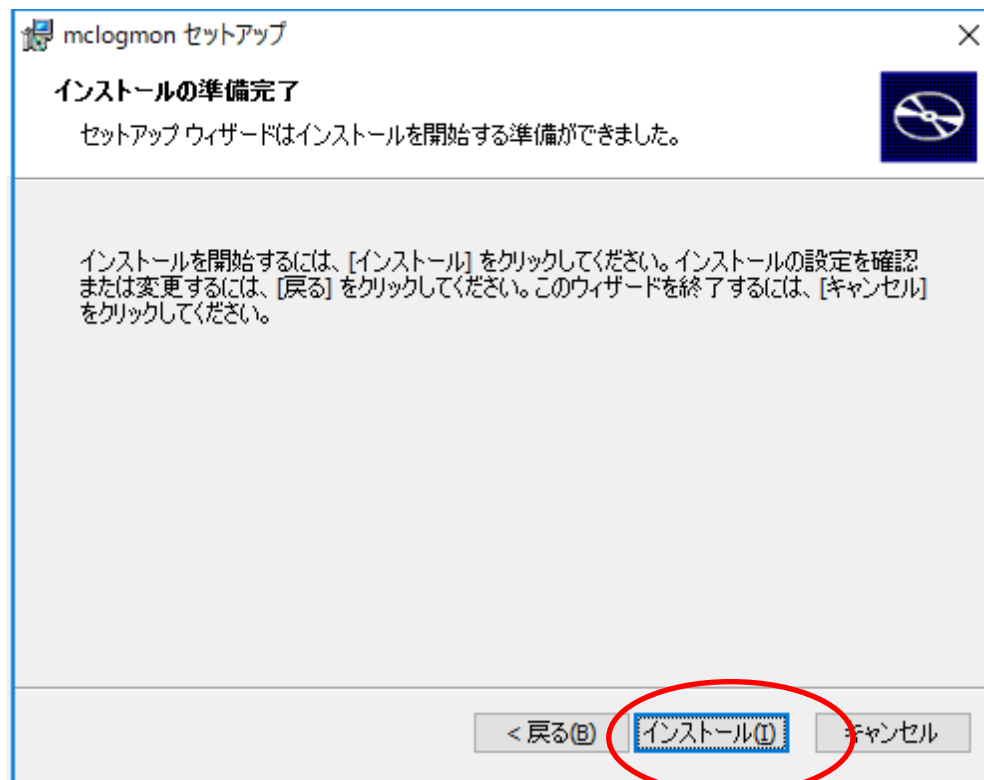 mclogmon セットアップ
インストールの準備完了
セットアップ ウィザードはインストールを開始する準備ができました。
インストールを開始するには、[インストール] をクリックしてください。インストールの設定を確認
または変更するには、[戻る] をクリックしてください。このウィザードを終了するには、[キャンセル]
をクリックしてください。
< 戻る(B) インストール(I) キャンセル